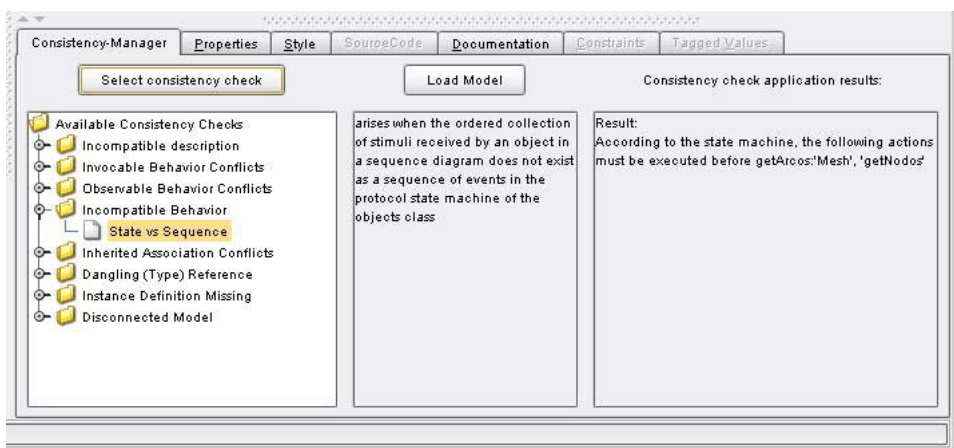 Consistency-Manager
Properties
Style
SourceCode
Documentation
Constraints
Tagged Values
Select consistency check
Load Model
Consistency check application results:
Available Consistency Checks
Incompatible description
Invocable Behavior Conflicts
Observable Behavior Conflicts
Incompatible Behavior
State vs Sequence
Inherited Association Conflicts
Dangling (Type) Reference
Instance Definition Missing
Disconnected Model
arises when the ordered collection
of stimuli received by an object in
a sequence diagram does not exist
as a sequence of events in the
protocol state machine of the
objects class
Result:
According to the state machine, the following actions
must be executed before getArcos:'Mesh', 'getNodos'